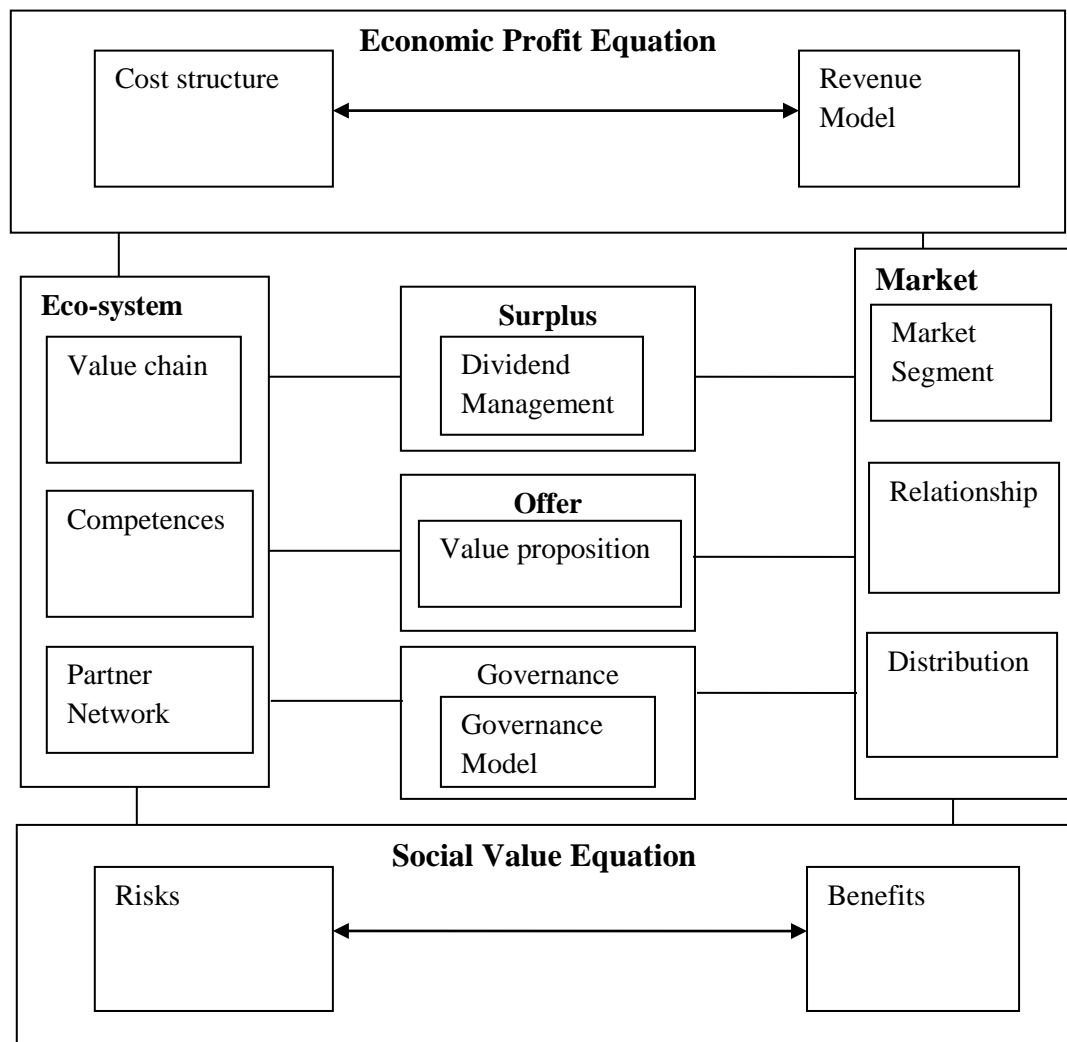 Economic Profit Equation
Cost structure
Revenue
Model
Eco-system
Value chain
Competences
Partner
Network
Surplus
Dividend
Management
Offer
Value proposition
Governance
Governance
Model
Market
Market
Segment
Relationship
Distribution
Social Value Equation
Risks
Benefits